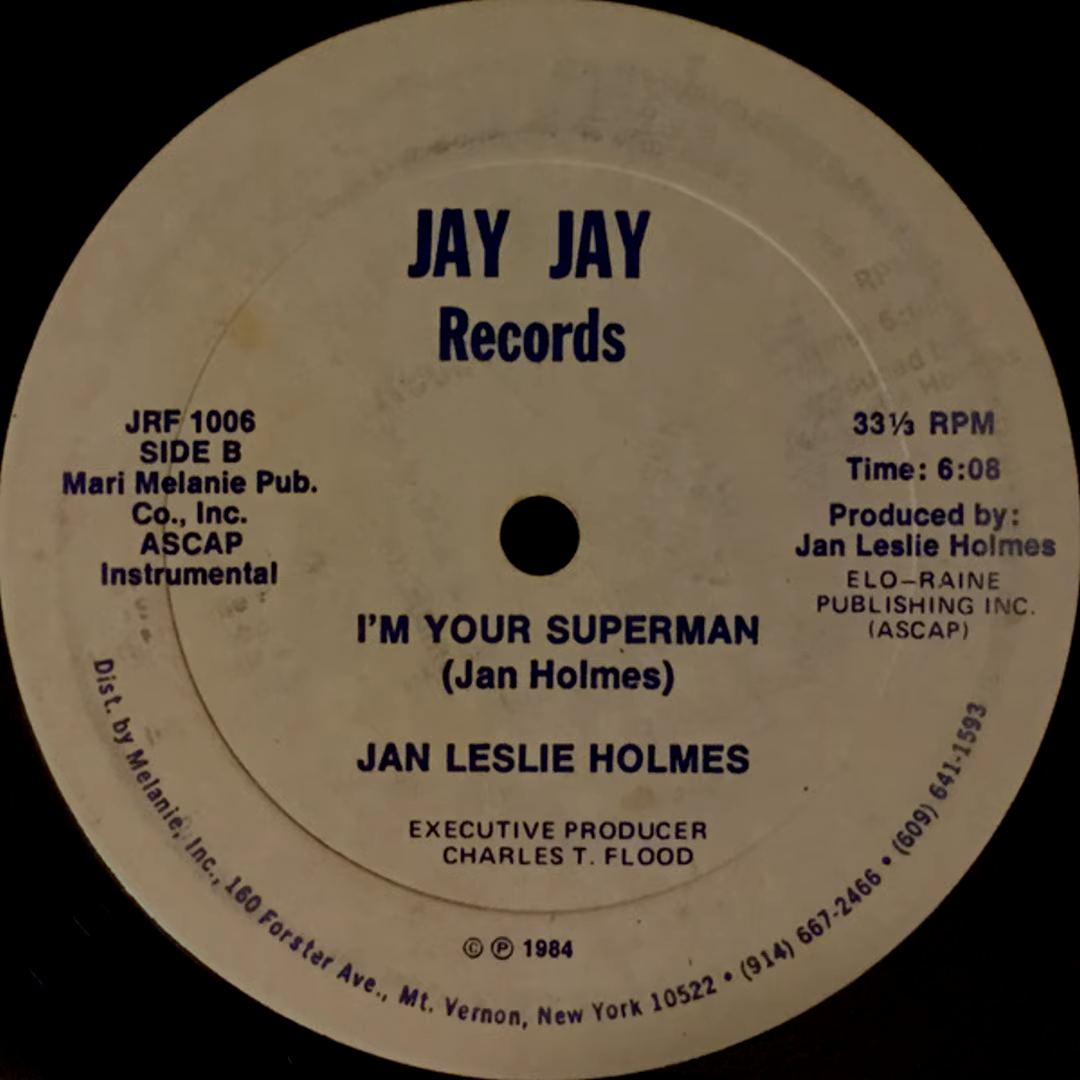 JAY JAY
Records
JRF 1006
SIDE B
Mari Melanie Pub.
Co., Inc.
ASCAP
Instrumental
33⅓ RPM
Time: 6:08
Produced by:
Jan Leslie Holmes
ELO-RAINE
PUBLISHING INC.
(ASCAP)
I'M YOUR SUPERMAN
(Jan Holmes)
JAN LESLIE HOLMES
EXECUTIVE PRODUCER
CHARLES T. FLOOD
© ℗ 1984
Dist. by Melanie, Inc., 160 Forster Ave., Mt. Vernon, New York 10522 • (914) 667-2466 • (609) 641-1593